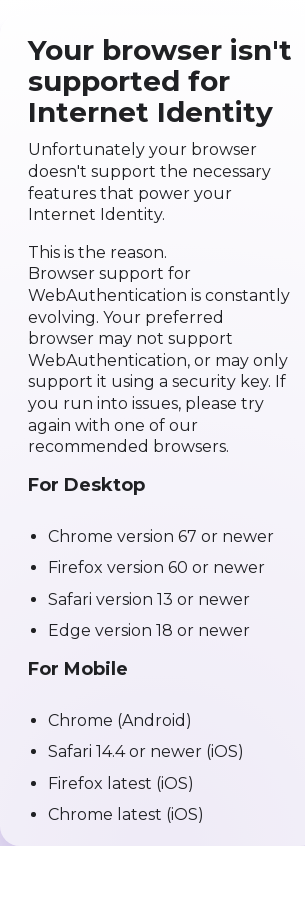 Your browser isn't
supported for
Internet Identity
Unfortunately your browser
doesn't support the necessary
features that power your
Internet Identity.
This is the reason.
Browser support for
WebAuthentication is constantly
evolving. Your preferred
browser may not support
WebAuthentication, or may only
support it using a security key. If
you run into issues, please try
again with one of our
recommended browsers.
For Desktop
• Chrome version 67 or newer
• Firefox version 60 or newer
• Safari version 13 or newer
• Edge version 18 or newer
For Mobile
• Chrome (Android)
• Safari 14.4 or newer (iOS)
• Firefox latest (iOS)
• Chrome latest (iOS)